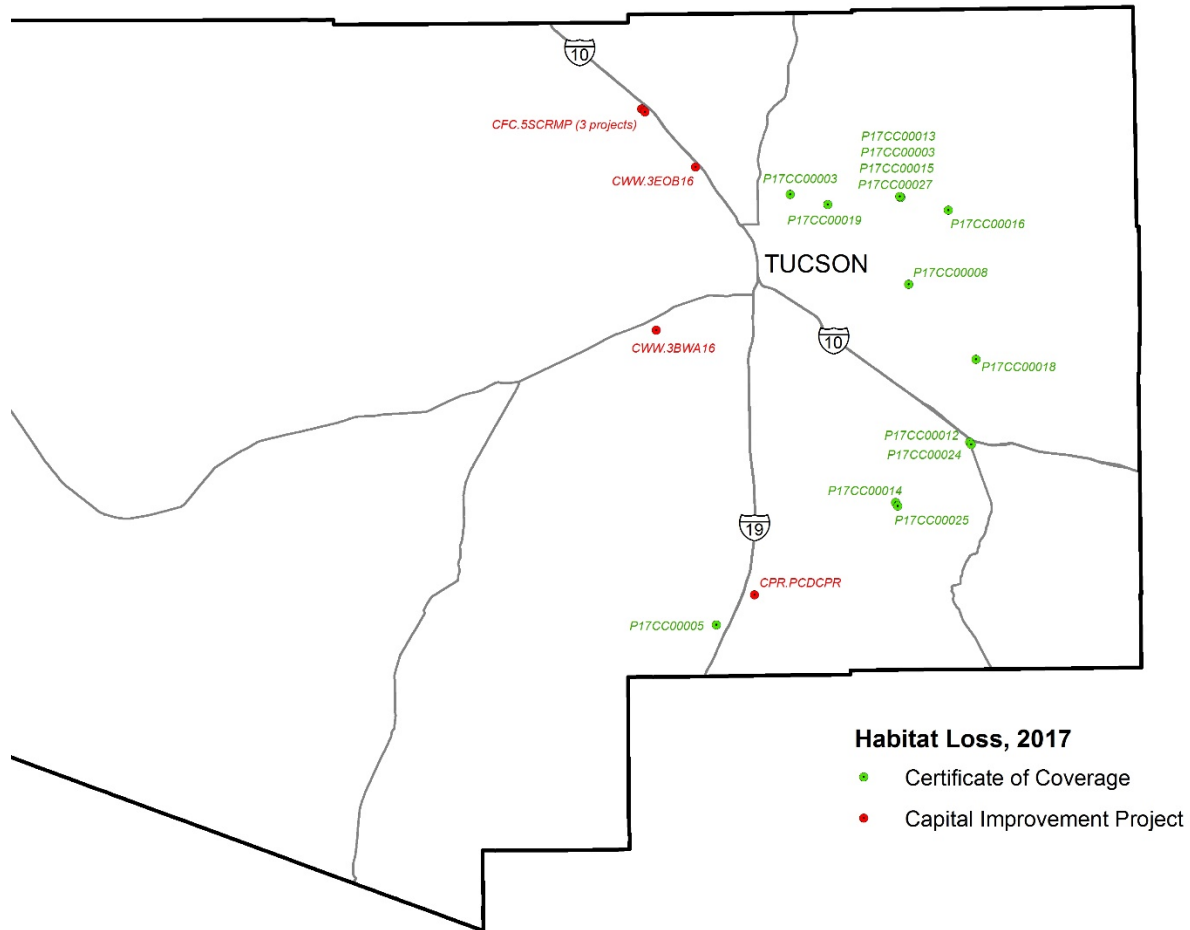 10
CFC.5SCRMP (3 projects)
CWW.3EOB16
P17CC00013
P17CC00003
P17CC00015
P17CC00027
P17CC00003
P17CC00019
P17CC00016
TUCSON
P17CC00008
CWW.3BWA16
10
P17CC00018
P17CC00012
P17CC00024
P17CC00014
P17CC00025
19
CPR.PCDCPR
P17CC00005
Habitat Loss, 2017
Certificate of Coverage
Capital Improvement Project